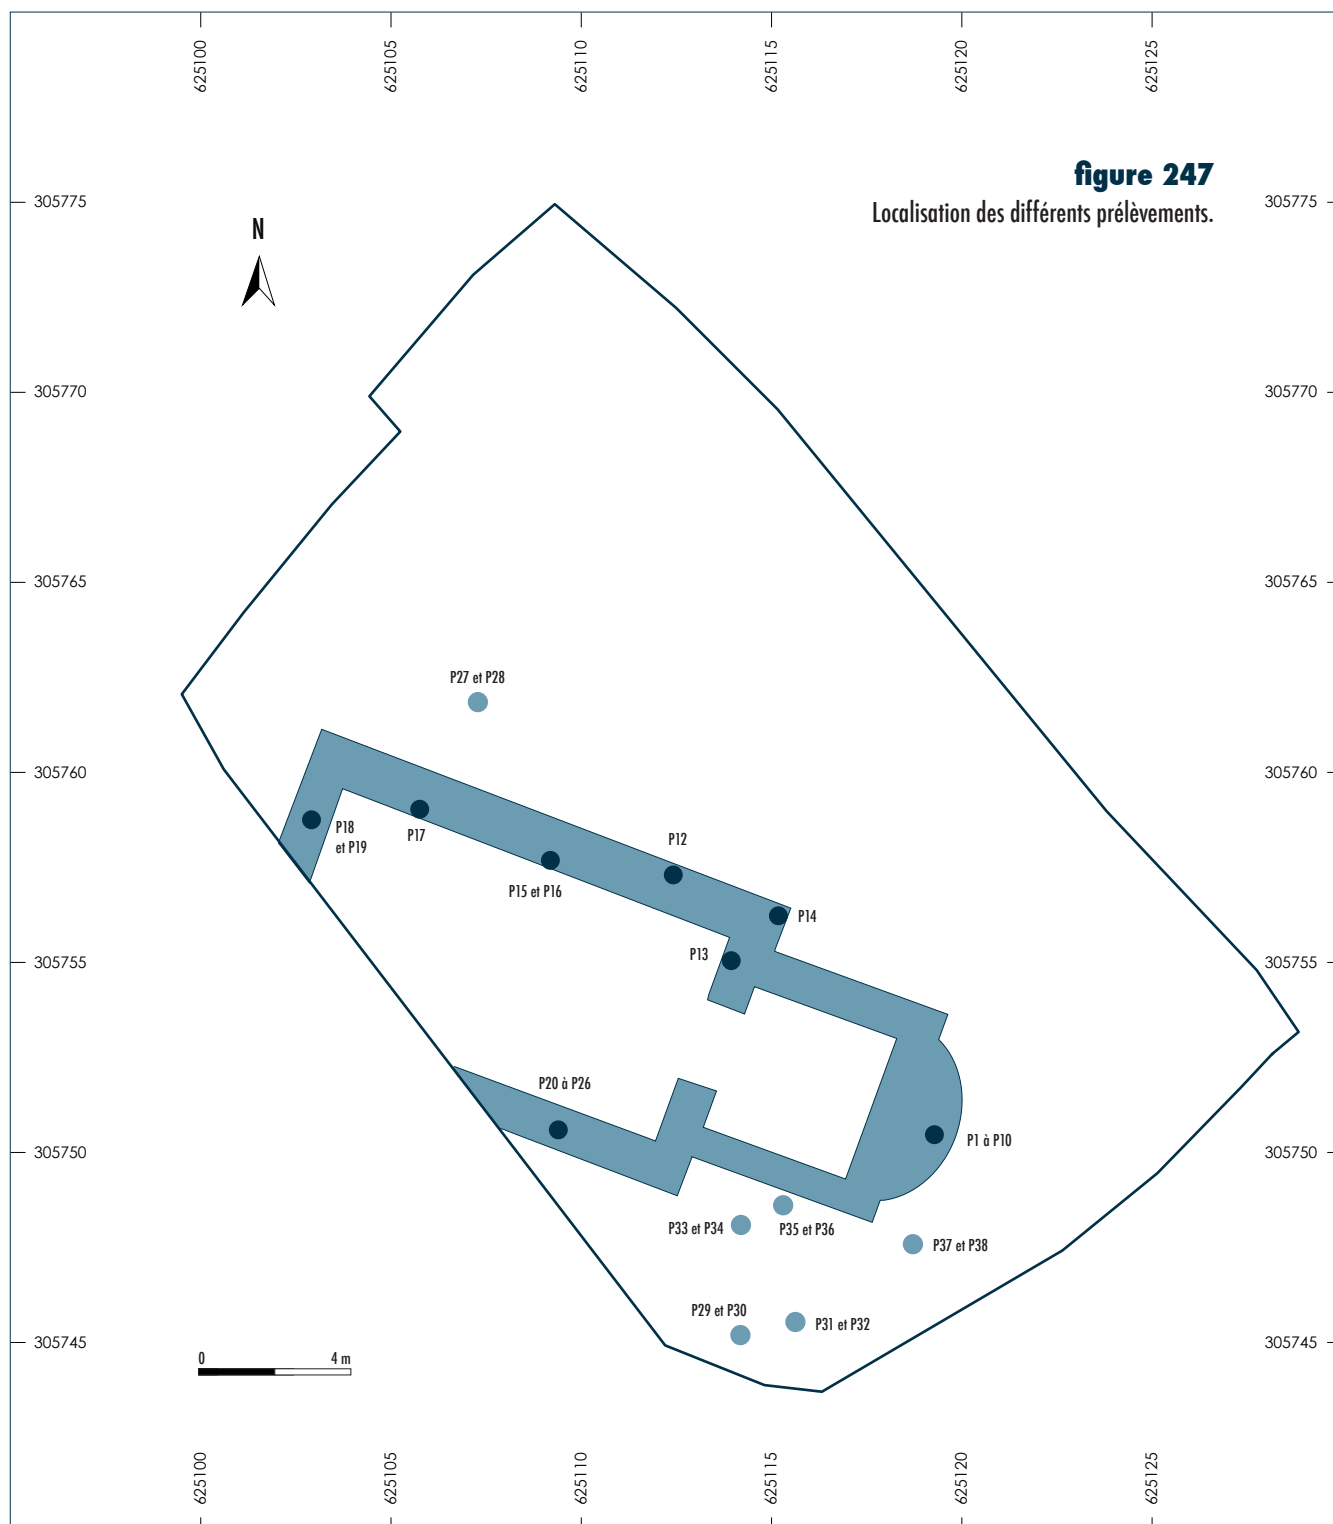 625100
625105
625110
625115
625120
625125
figure 247
Localisation des différents prélèvements.
305775
305775
N
305770
305770
305765
305765
P27 et P28
305760
305760
P18
et P19
P17
P12
P15 et P16
P14
P13
305755
305755
P20 à P26
P1 à P10
305750
305750
P33 et P34
P35 et P36
P37 et P38
P29 et P30
P31 et P32
305745
305745
0
4 m
625100
625105
625110
625115
625120
625125